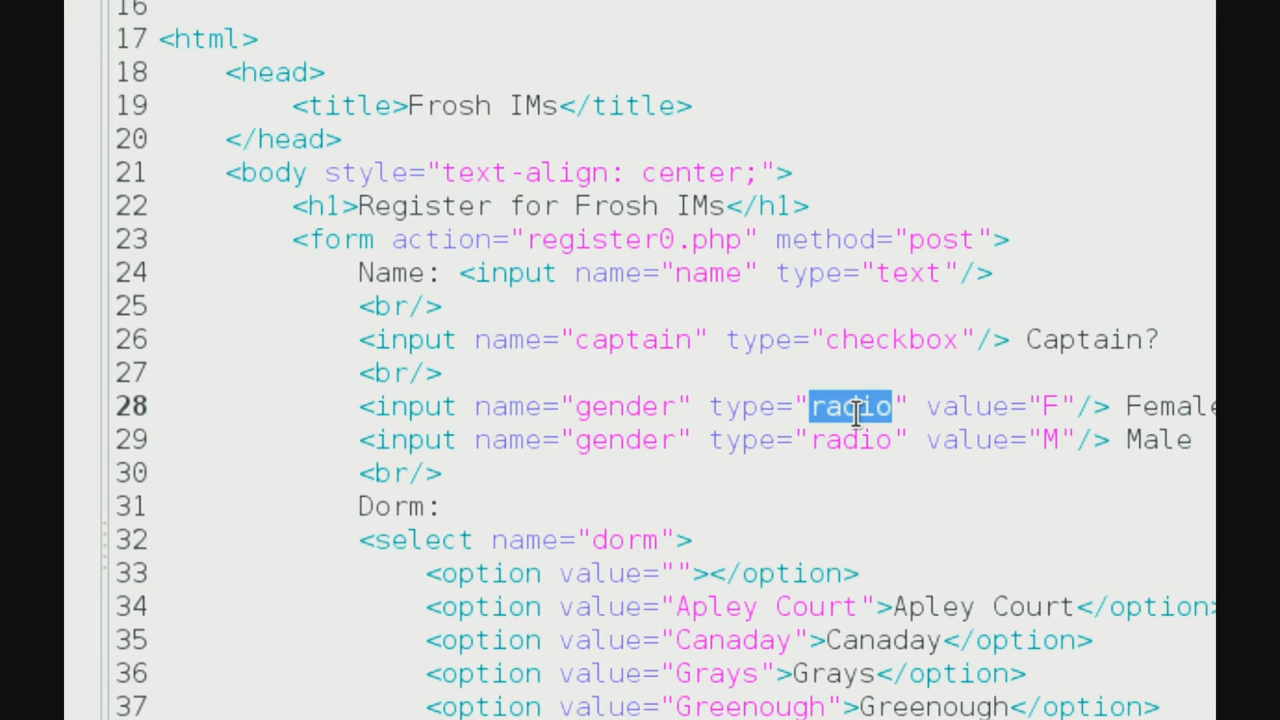 16
17 <html>
18 <head>
19 <title>Frosh IMs</title>
20 </head>
21 <body style="text-align: center;">
22 <h1>Register for Frosh IMs</h1>
23 <form action="register0.php" method="post">
24 Name: <input name="name" type="text"/>
25 <br/>
26 <input name="captain" type="checkbox"/> Captain?
27 <br/>
28 <input name="gender" type="radio" value="F"/> Female
29 <input name="gender" type="radio" value="M"/> Male
30 <br/>
31 Dorm:
32 <select name="dorm">
33 <option value=""></option>
34 <option value="Apley Court">Apley Court</option>
35 <option value="Canaday">Canaday</option>
36 <option value="Grays">Grays</option>
37 <option value="Greenough">Greenough</option>